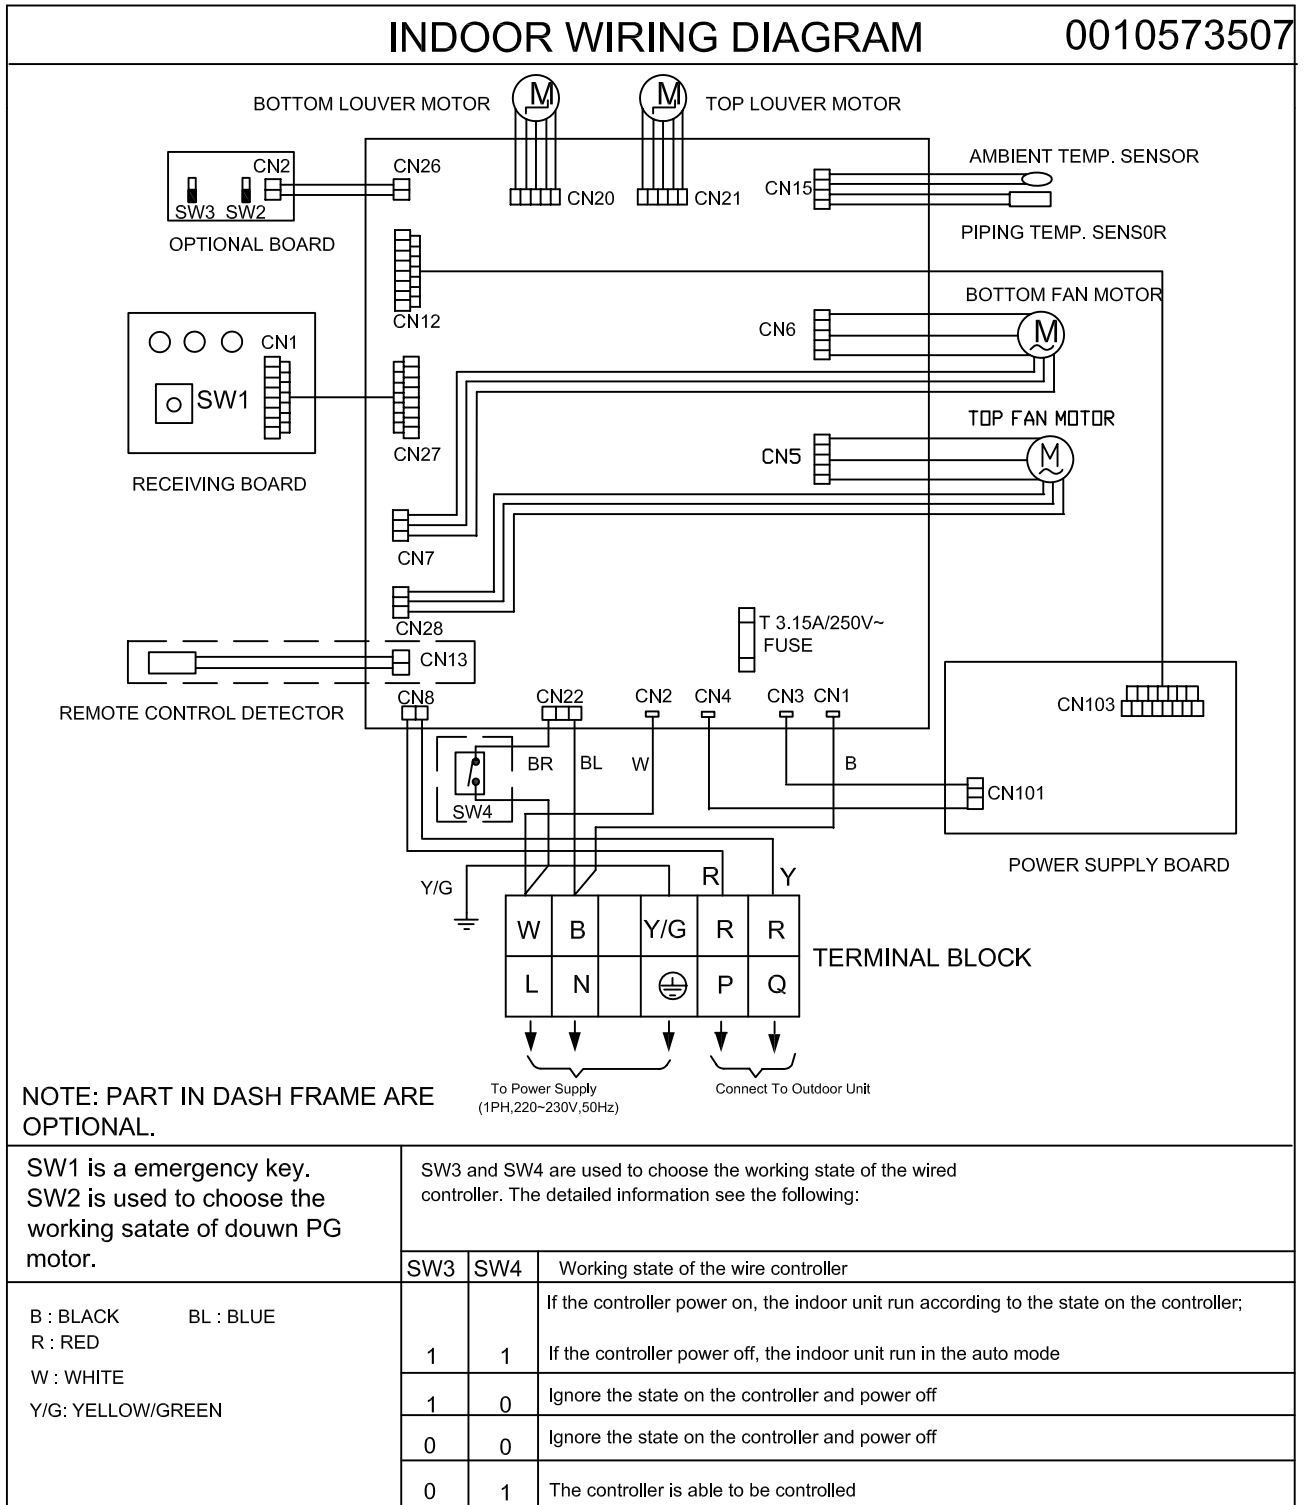 INDOOR WIRING DIAGRAM 0010573507
BOTTOM LOUVER MOTOR
M
M
TOP LOUVER MOTOR
CN2
SW3 SW2
OPTIONAL BOARD
CN26
CN20
CN21
CN15
AMBIENT TEMP. SENSOR
PIPING TEMP. SENS0R
CN12
BOTTOM FAN MOTOR
CN6
M
CN1
SW1
RECEIVING BOARD
CN27
TOP FAN MOTOR
CN5
M
CN7
CN28
T 3.15A/250V~
FUSE
CN13
REMOTE CONTROL DETECTOR
CN8
CN22
CN2
CN4
CN3
CN1
CN103
BR
BL
W
B
SW4
CN101
POWER SUPPLY BOARD
Y/G
R
Y
W B Y/G R R
L N P Q
TERMINAL BLOCK
To Power Supply
(1PH,220~230V,50Hz)
Connect To Outdoor Unit
NOTE: PART IN DASH FRAME ARE
OPTIONAL.
SW1 is a emergency key.
SW2 is used to choose the
working satate of douwn PG
motor.
B : BLACK BL : BLUE
R : RED
W : WHITE
Y/G: YELLOW/GREEN
SW3 and SW4 are used to choose the working state of the wired
controller. The detailed information see the following:
SW3 SW4 Working state of the wire controller
If the controller power on, the indoor unit run according to the state on the controller;
1 1 If the controller power off, the indoor unit run in the auto mode
1 0 Ignore the state on the controller and power off
0 0 Ignore the state on the controller and power off
0 1 The controller is able to be controlled